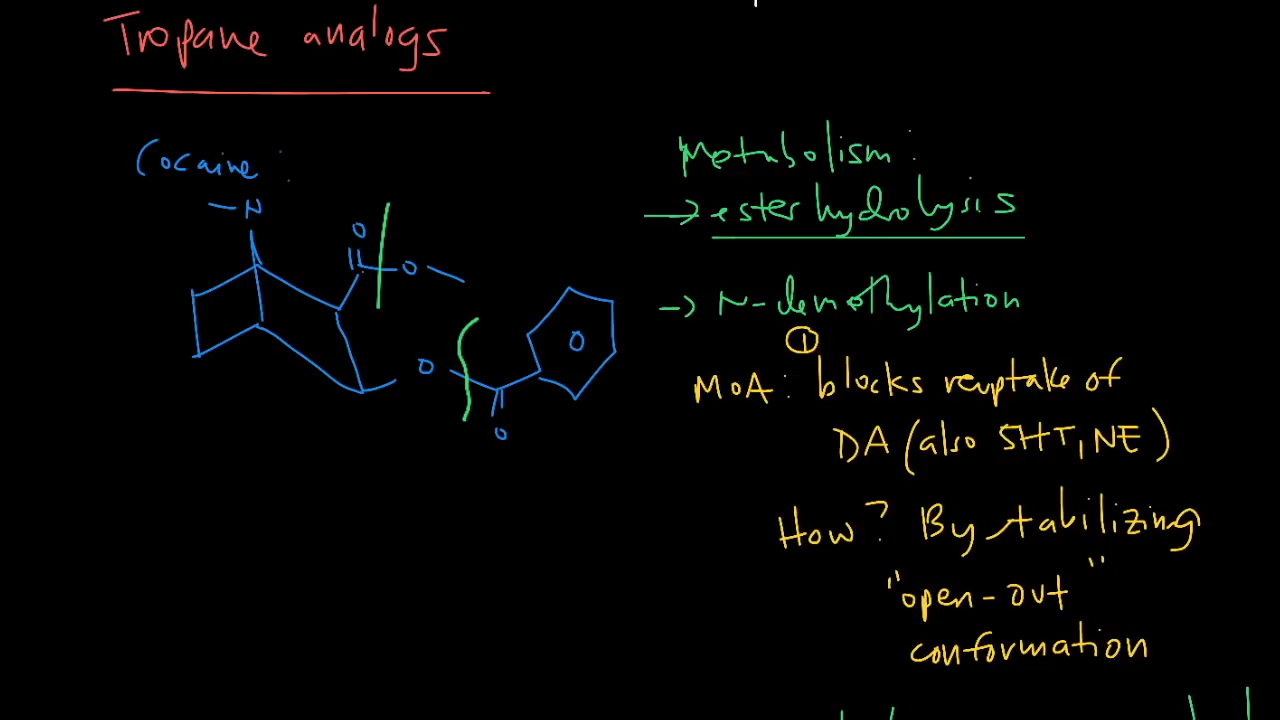 Tropane analogs
Cocaine :
— N
O
O
O
O
O
Metabolism :
→ ester hydrolysis
→ N-demethylation
①
MoA : blocks reuptake of
DA (also 5HT, NE)
How? By stabilizing
"open-out"
conformation